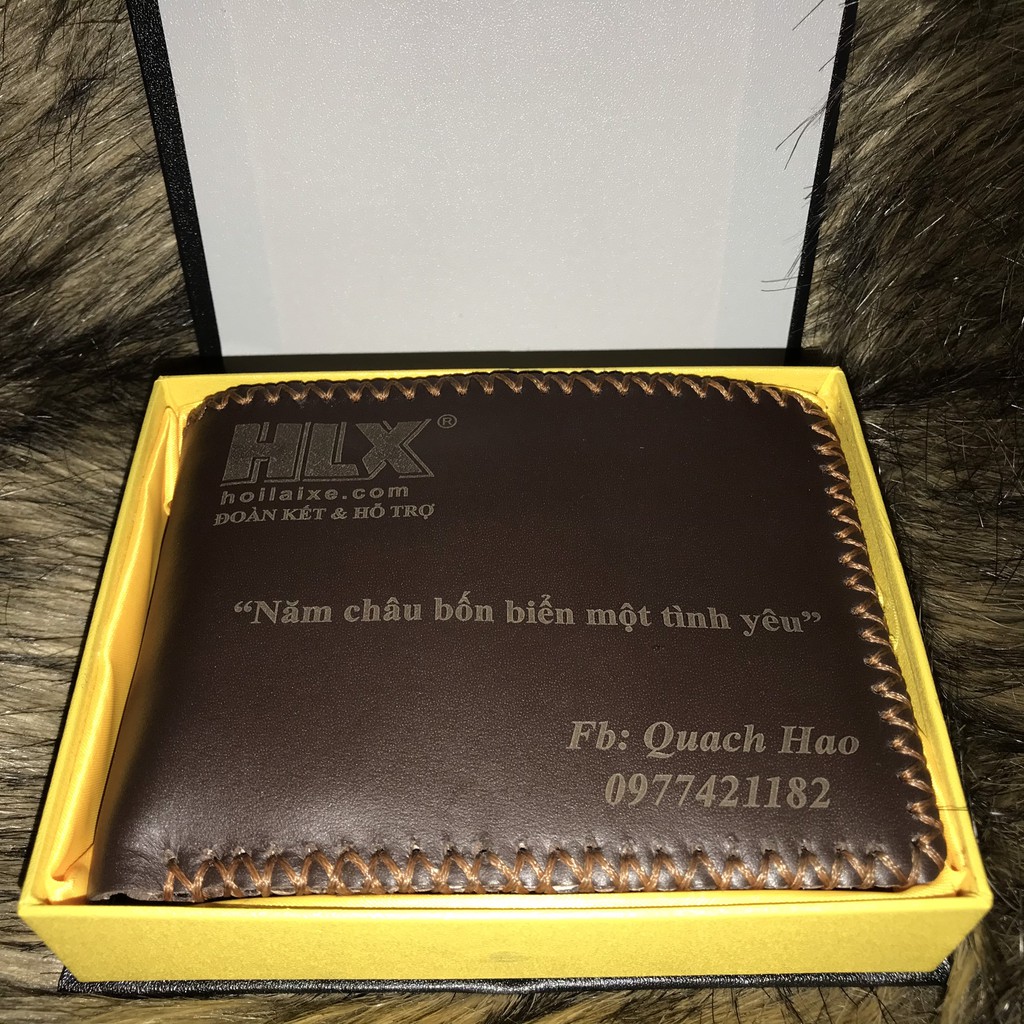 HLX®
hoilaixe.com
ĐOÀN KẾT & HỖ TRỢ
“Năm châu bốn biển một tình yêu”
Fb: Quach Hao
0977421182